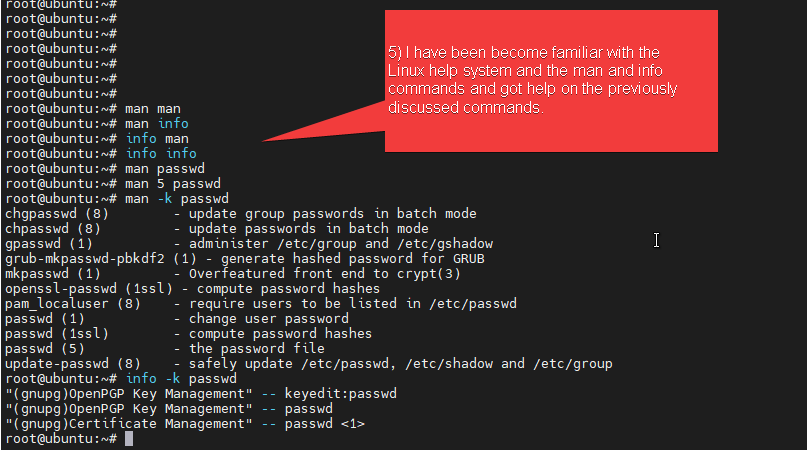 root@ubuntu:~#
root@ubuntu:~#
root@ubuntu:~#
root@ubuntu:~#
root@ubuntu:~#
root@ubuntu:~#
root@ubuntu:~#
root@ubuntu:~# man man
root@ubuntu:~# man info
root@ubuntu:~# info man
root@ubuntu:~# info info
root@ubuntu:~# man passwd
root@ubuntu:~# man 5 passwd
root@ubuntu:~# man -k passwd
chgpasswd (8)        - update group passwords in batch mode
chpasswd (8)         - update passwords in batch mode
gpasswd (1)          - administer /etc/group and /etc/gshadow
grub-mkpasswd-pbkdf2 (1) - generate hashed password for GRUB
mkpasswd (1)         - Overfeatured front end to crypt(3)
openssl-passwd (1ssl) - compute password hashes
pam_localuser (8)    - require users to be listed in /etc/passwd
passwd (1)           - change user password
passwd (1ssl)        - compute password hashes
passwd (5)           - the password file
update-passwd (8)    - safely update /etc/passwd, /etc/shadow and /etc/group
root@ubuntu:~# info -k passwd
"(gnupg)OpenPGP Key Management" -- keyedit:passwd
"(gnupg)OpenPGP Key Management" -- passwd
"(gnupg)Certificate Management" -- passwd <1>
root@ubuntu:~#
5) I have been become familiar with the
Linux help system and the man and info
commands and got help on the previously
discussed commands.